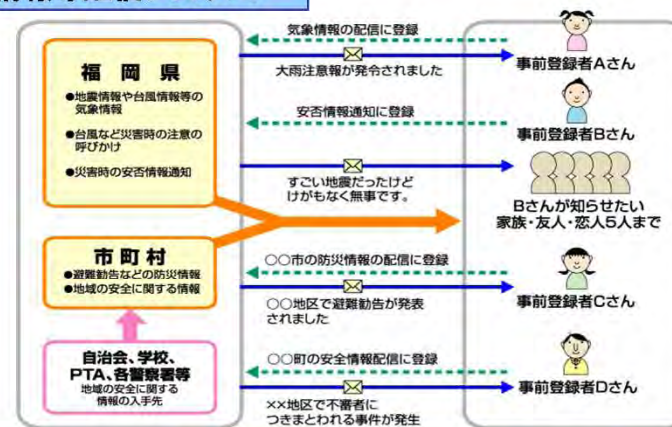 福岡県
●地震情報や台風情報等の
気象情報
●台風など災害時の注意の
呼びかけ
●災害時の安否情報通知
市町村
●避難勧告などの防災情報
●地域の安全に関する情報
自治会、学校、
PTA、各警察署等
地域の安全に関する
情報の入手先
気象情報の配信に登録
大雨注意報が発令されました
安否情報通知に登録
すごい地震だったけど
けがもなく無事です。
○○市の防災情報の配信に登録
○○地区で避難勧告が発表
されました
○○町の安全情報配信に登録
××地区で不審者に
つきまとわれる事件が発生
事前登録者Aさん
事前登録者Bさん
Bさんが知らせたい
家族・友人・恋人5人まで
事前登録者Cさん
事前登録者Dさん